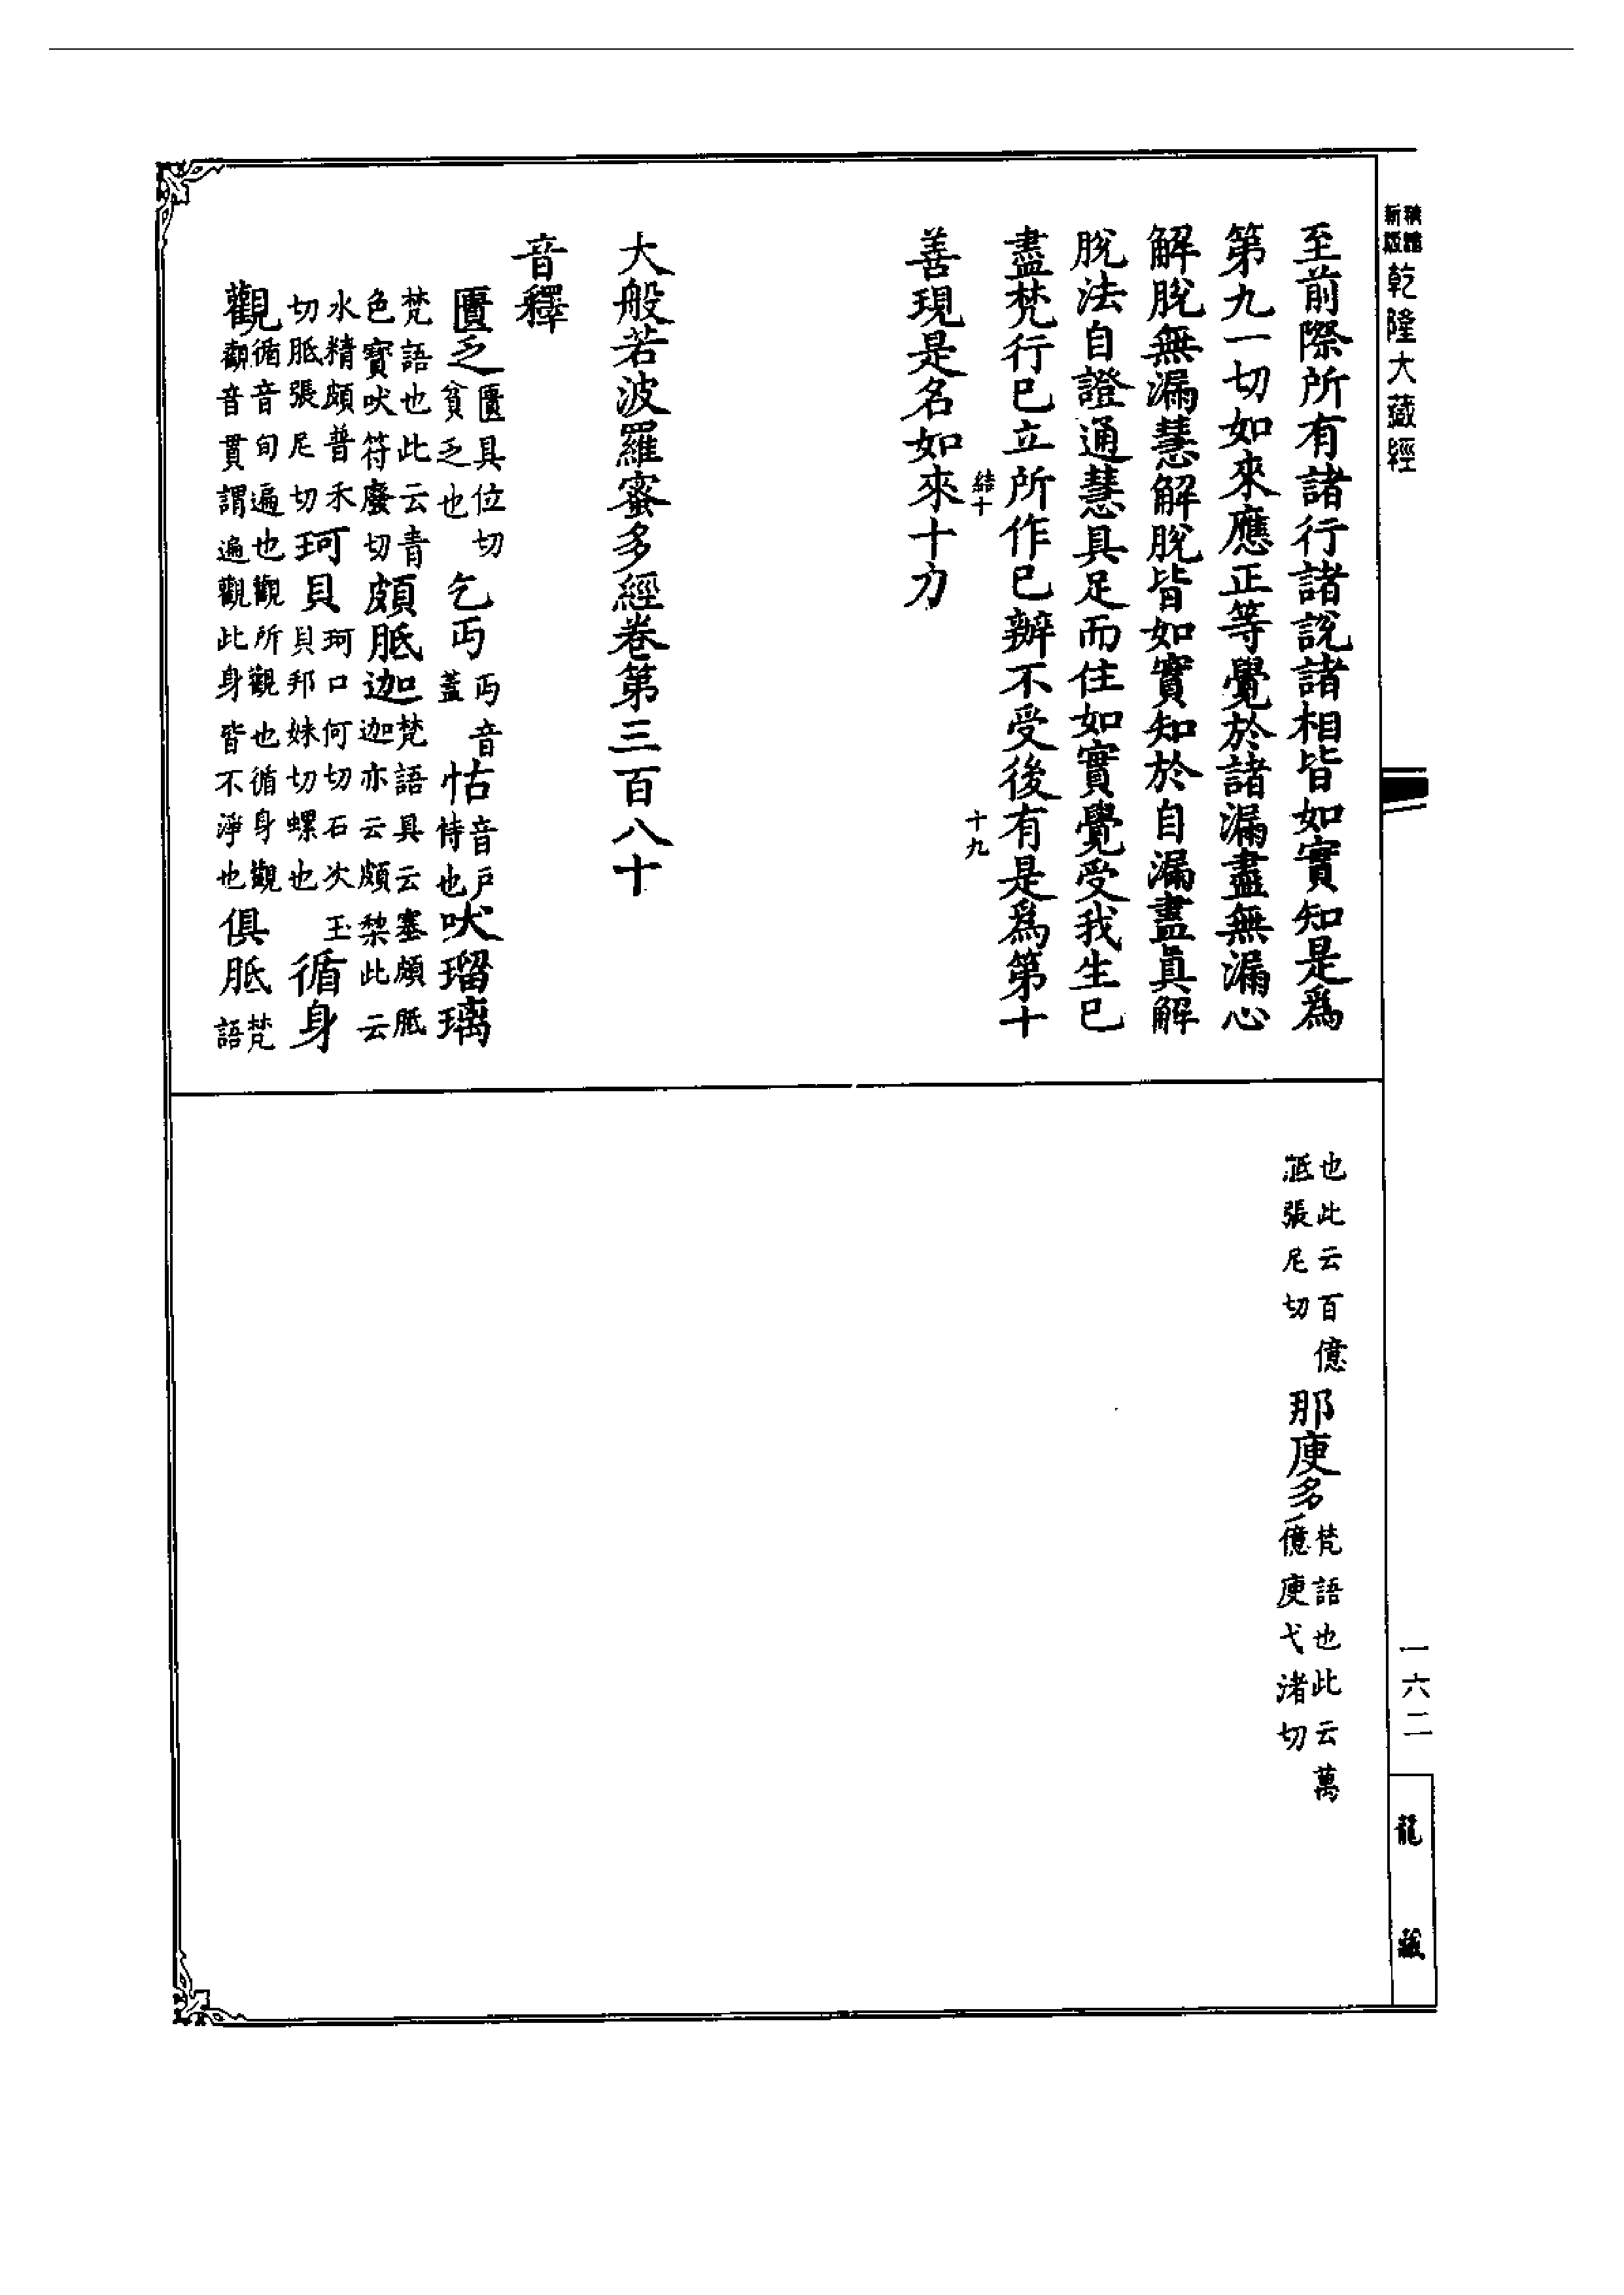 新版
乾隆大藏經
至前際所有諸行諸說諸相皆如實知是為
第九一切如來應正等覺於諸漏盡無漏心
解脫無漏慧解脫皆如實知於自漏盡真解
脫法自證通慧具足而住如實覺受我生已
盡梵行已立所作已辦不受後有是為第十
結十
十九
善現是名如來十力
大般若波羅蜜多經卷第三百八十
音釋
匱乏匱具位切貧乏也乞丐丐音蓋怙音戶恃也吠瑠璃
梵語也此云青色寶吠符廢切頗胝迦梵語具云塞頗胝迦亦云頗棃此云
水精頗普禾切胝張尼切珂貝珂口何切石次玉貝邦妹切螺也循身
觀循音旬遍也觀所觀也循身觀觀音貫謂遍觀此身皆不淨也俱胝梵語
也此云百億胝張尼切那庾多梵語也此云萬億庾弋渚切
一六二
龍藏